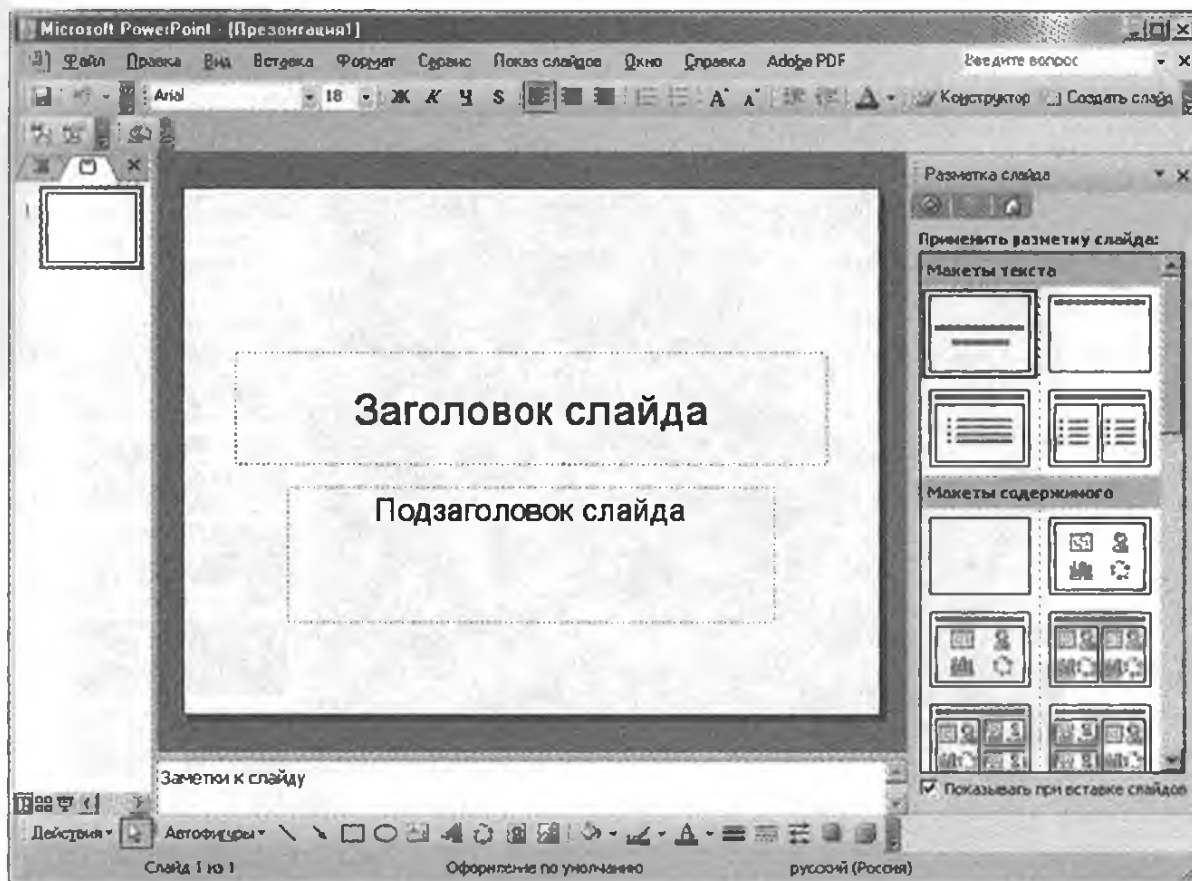 Microsoft PowerPoint - [Презентация1]
Файл Правка Вид Вставка Формат Сервис Показ слайдов Окно Справка Adobe PDF Введите вопрос
Arial 18 Ж К Ч S A A A Конструктор Создать слайд
Разметка слайда
Применить разметку слайда:
Макеты текста
1
Заголовок слайда
Подзаголовок слайда
Макеты содержимого
Заметки к слайду
Показывать при вставке слайдов
Действия Автофигуры A
Слайд 1 из 1 Оформление по умолчанию русский (Россия)